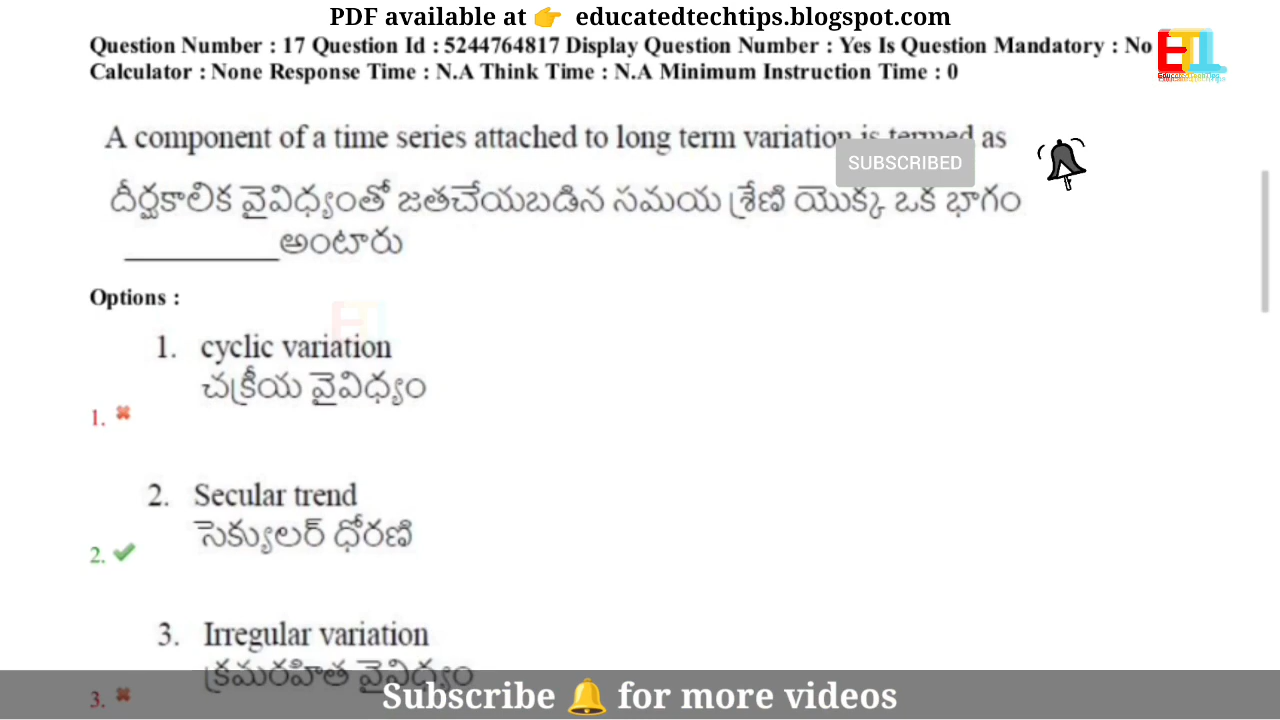 PDF available at 👉 educatedtechtips.blogspot.com
Question Number : 17 Question Id : 5244764817 Display Question Number : Yes Is Question Mandatory : No
Calculator : None Response Time : N.A Think Time : N.A Minimum Instruction Time : 0
A component of a time series attached to long term variation is termed as
SUBSCRIBED
దీర్ఘకాలిక వైవిధ్యంతో జతచేయబడిన సమయ శ్రేణి యొక్క ఒక భాగం
__________అంటారు
Options :
1. cyclic variation
చక్రీయ వైవిధ్యం
1. ✖
2. Secular trend
సెక్యులర్ ధోరణి
2. ✔
3. Irregular variation
క్రమరహిత వైవిధ్యం
3. ✖
Subscribe 🔔 for more videos